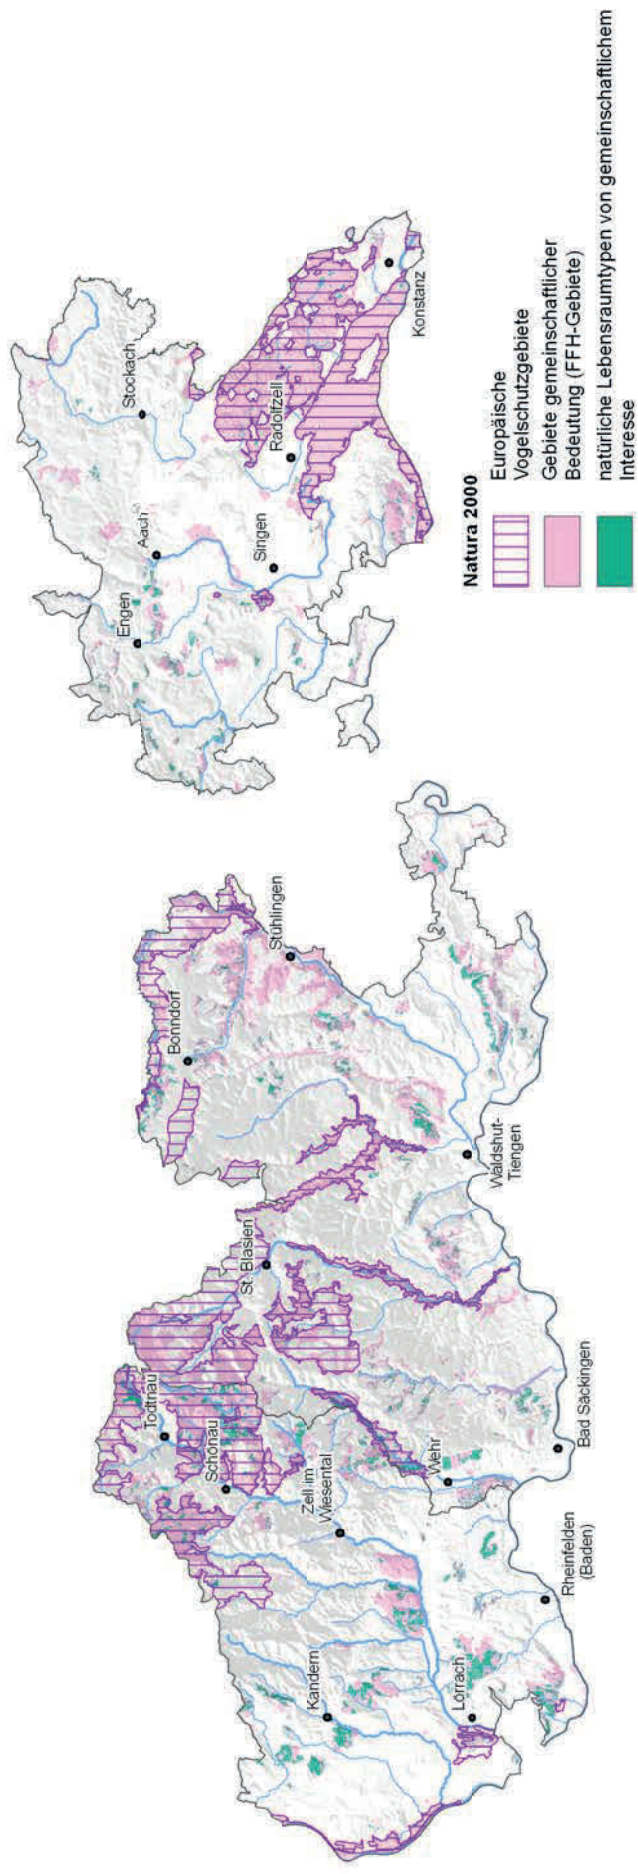 Stockach
Aach
Engen
Radolfzell
Singen
Konstanz
Bonndorf
Stühlingen
St. Blasien
Todtnau
Schönau
Zell im
Wiesental
Wehr
Waldshut-
Tiengen
Bad Säckingen
Kandern
Lörrach
Rheinfelden
(Baden)
Natura 2000
Europäische
Vogelschutzgebiete
Gebiete gemeinschaftlicher
Bedeutung (FFH-Gebiete)
natürliche Lebensraumtypen von gemeinschaftlichem
Interesse